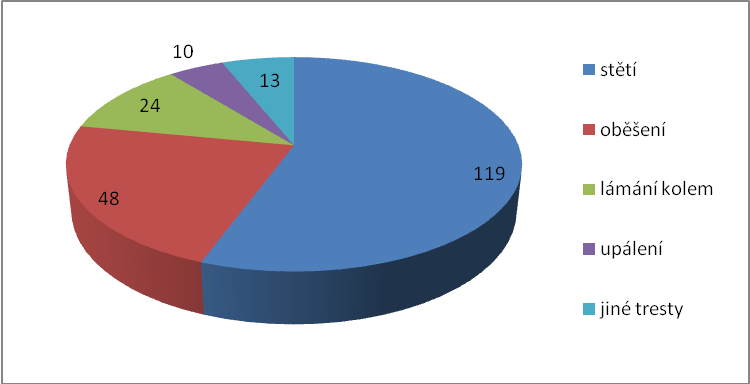 10
13
24
119
48
stětí
oběšení
lámání kolem
upálení
jiné tresty